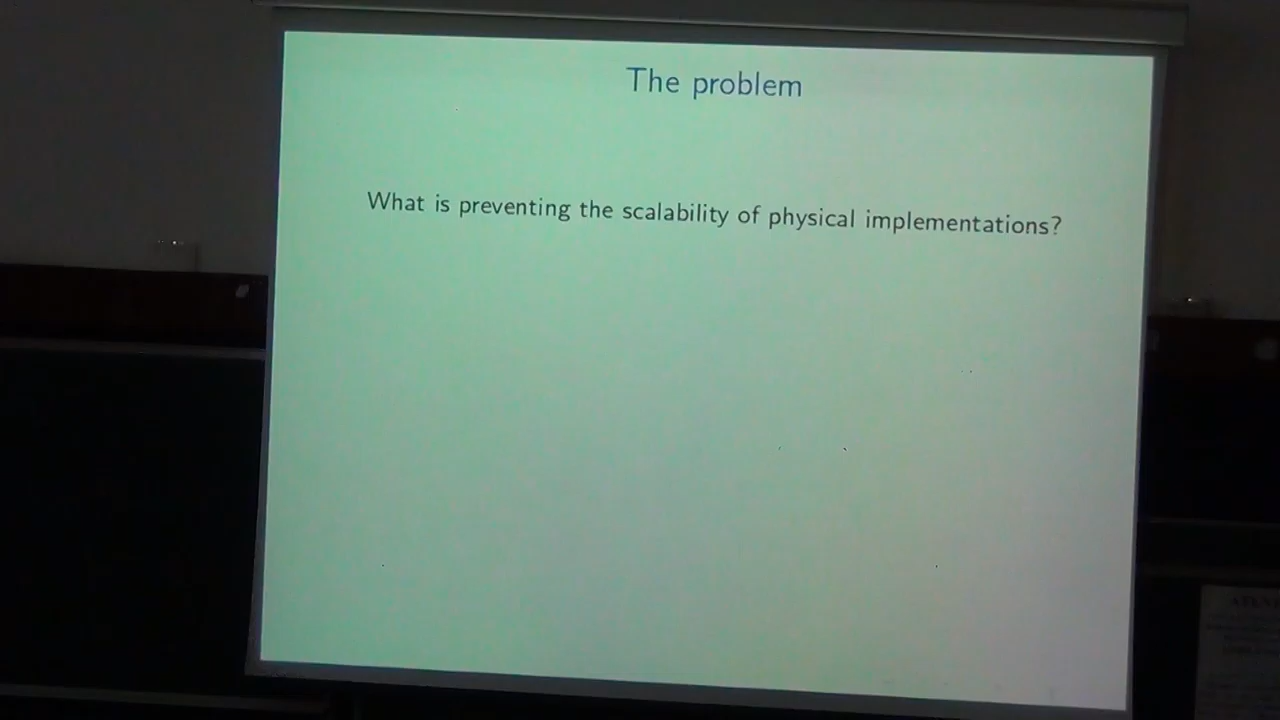 The problem
What is preventing the scalability of physical implementations?